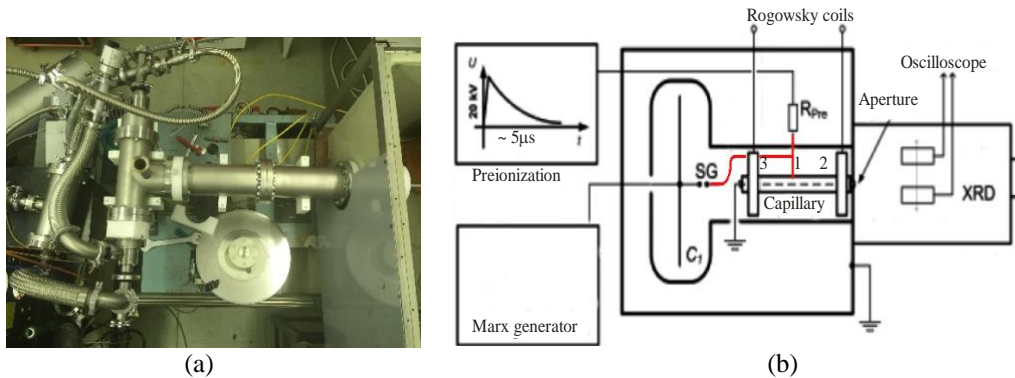 Rogowsky coils
Oscilloscope
Aperture
U
20 kV
t
~ 5μs
Preionization
R_Pre
SG
3
1
2
Capillary
XRD
C₁
Marx generator
(a)
(b)